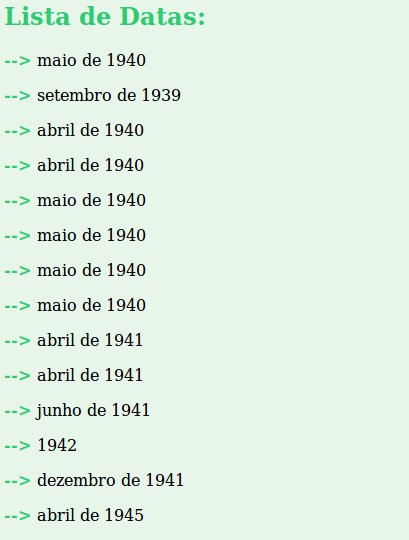 Lista de Datas:
--> maio de 1940
--> setembro de 1939
--> abril de 1940
--> abril de 1940
--> maio de 1940
--> maio de 1940
--> maio de 1940
--> maio de 1940
--> abril de 1941
--> abril de 1941
--> junho de 1941
--> 1942
--> dezembro de 1941
--> abril de 1945